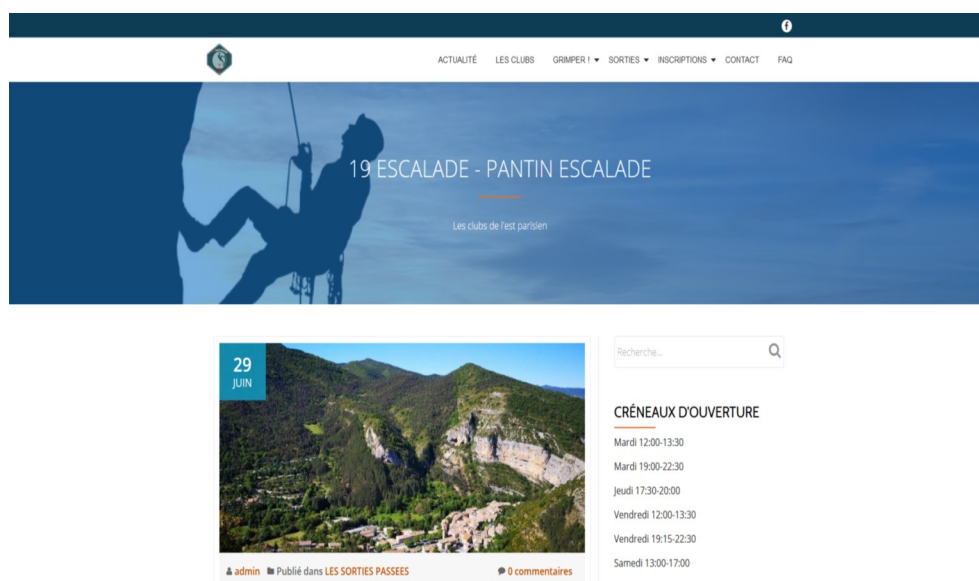 ACTUALITÉ LES CLUBS GRIMPER ! SORTIES INSCRIPTIONS CONTACT FAQ
19 ESCALADE - PANTIN ESCALADE
Les clubs de l'est parisien
29
JUIN
admin Publié dans LES SORTIES PASSEES 0 commentaires
Recherche...
CRÉNEAUX D'OUVERTURE
Mardi 12:00-13:30
Mardi 19:00-22:30
Jeudi 17:30-20:00
Vendredi 12:00-13:30
Vendredi 19:15-22:30
Samedi 13:00-17:00